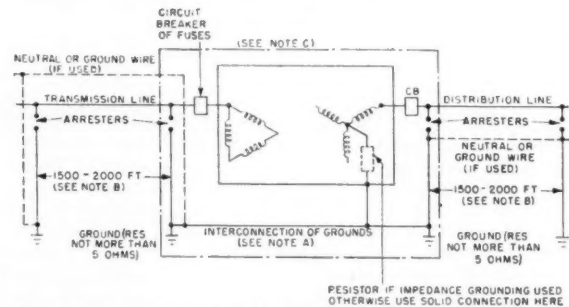 CIRCUIT
BREAKER
OF FUSES
(SEE NOTE C)
NEUTRAL OR GROUND WIRE
(IF USED)
CB
TRANSMISSION LINE
DISTRIBUTION LINE
ARRESTERS
ARRESTERS
NEUTRAL OR
GROUND WIRE
(IF USED)
1500-2000 FT
(SEE NOTE B)
1500-2000 FT
(SEE NOTE B)
INTERCONNECTION OF GROUNDS
(SEE NOTE A)
GROUND (RES
NOT MORE THAN
5 OHMS)
GROUND (RES
NOT MORE THAN
5 OHMS)
RESISTOR IF IMPEDANCE GROUNDING USED
OTHERWISE USE SOLID CONNECTION HERE